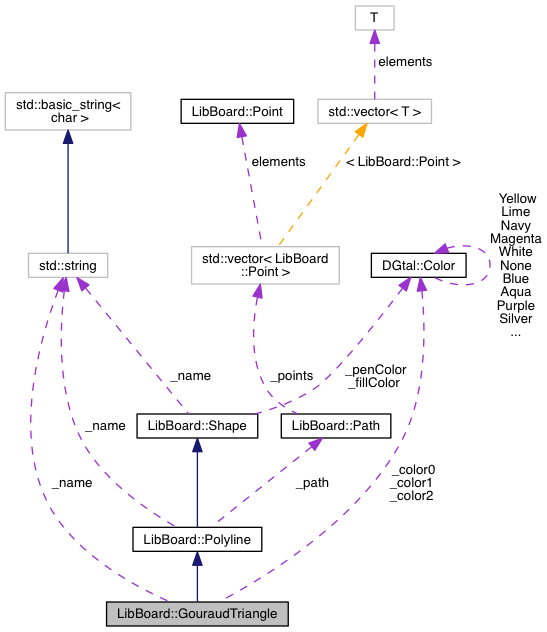 T
elements
std::basic_string<
char >
LibBoard::Point
std::vector< T >
elements
< LibBoard::Point >
Yellow
Lime
Navy
Magenta
White
None
Blue
Aqua
Purple
Silver
...
std::string
std::vector< LibBoard
::Point >
DGtal::Color
_name
_points
_penColor
_fillColor
LibBoard::Shape
LibBoard::Path
_name
_name
_path
_color0
_color1
_color2
LibBoard::Polyline
LibBoard::GouraudTriangle